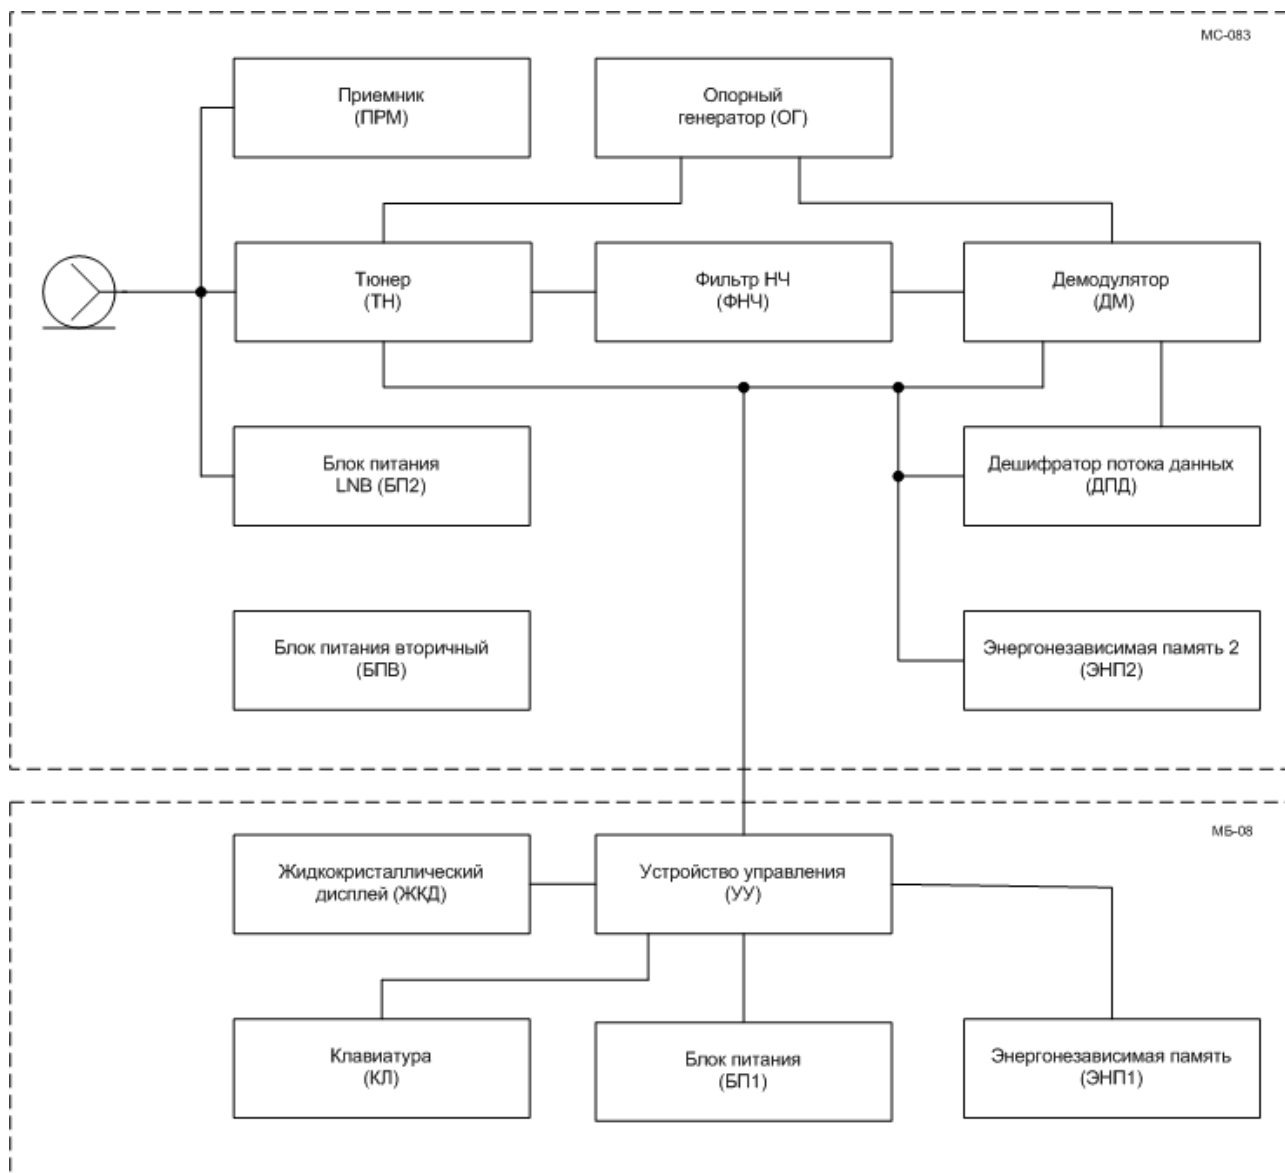 МС-083
Приемник
(ПРМ)
Опорный
генератор (ОГ)
Тюнер
(ТН)
Фильтр НЧ
(ФНЧ)
Демодулятор
(ДМ)
Блок питания
LNB (БП2)
Дешифратор потока данных
(ДПД)
Блок питания вторичный
(БПВ)
Энергонезависимая память 2
(ЭНП2)
МБ-08
Жидкокристаллический
дисплей (ЖКД)
Устройство управления
(УУ)
Клавиатура
(КЛ)
Блок питания
(БП1)
Энергонезависимая память
(ЭНП1)